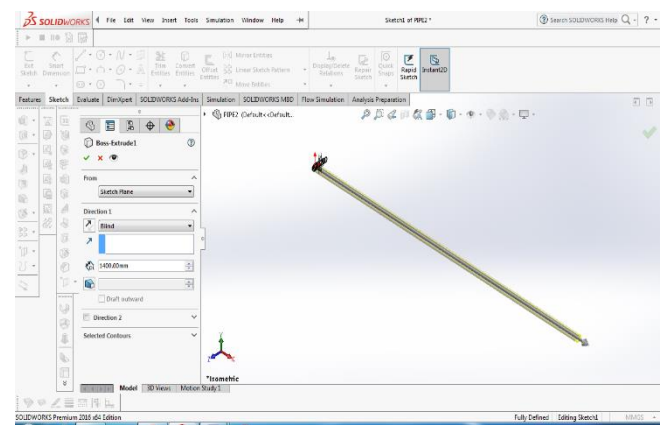 SOLIDWORKS
File Edit View Insert Tools Simulation Window Help
Sketch1 of PIPE2 *
Search SOLIDWORKS Help
Exit Sketch
Smart Dimension
Trim Entities
Convert Entities
Offset Entities
Mirror Entities
Linear Sketch Pattern
Move Entities
Display/Delete Relations
Repair Sketch
Quick Snaps
Rapid Sketch
Instant2D
Features Sketch Evaluate DimXpert SOLIDWORKS Add-Ins Simulation SOLIDWORKS MBD Flow Simulation Analysis Preparation
PIPE2 (Default<<Default...
Boss-Extrude1
From
Sketch Plane
Direction 1
Blind
1400.00mm
Draft outward
Direction 2
Selected Contours
*Isometric
Model 3D Views Motion Study 1
SOLIDWORKS Premium 2016 x64 Edition
Fully Defined Editing Sketch1 MMGS